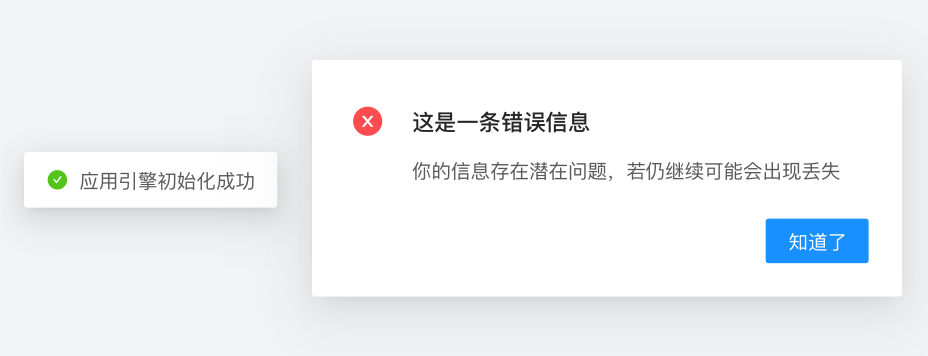 应用引擎初始化成功
这是一条错误信息
你的信息存在潜在问题，若仍继续可能会出现丢失
知道了